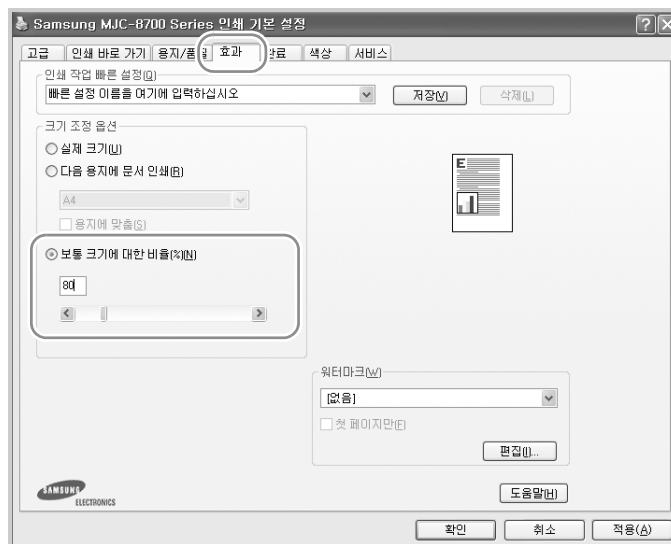 Samsung MJC-8700 Series 인쇄 기본 설정
고급 인쇄 바로 가기 용지/품질 효과 완료 색상 서비스
인쇄 작업 빠른 설정(Q)
빠른 설정 이름을 여기에 입력하십시오 저장(V) 삭제(L)
크기 조정 옵션
실제 크기(U)
다음 용지에 문서 인쇄(R)
A4
용지에 맞춤(S)
보통 크기에 대한 비율(%)(N)
80
E
워터마크(W)
[없음]
첫 페이지만(F)
편집(I)...
SAMSUNG
ELECTRONICS
도움말(H)
확인 취소 적용(A)